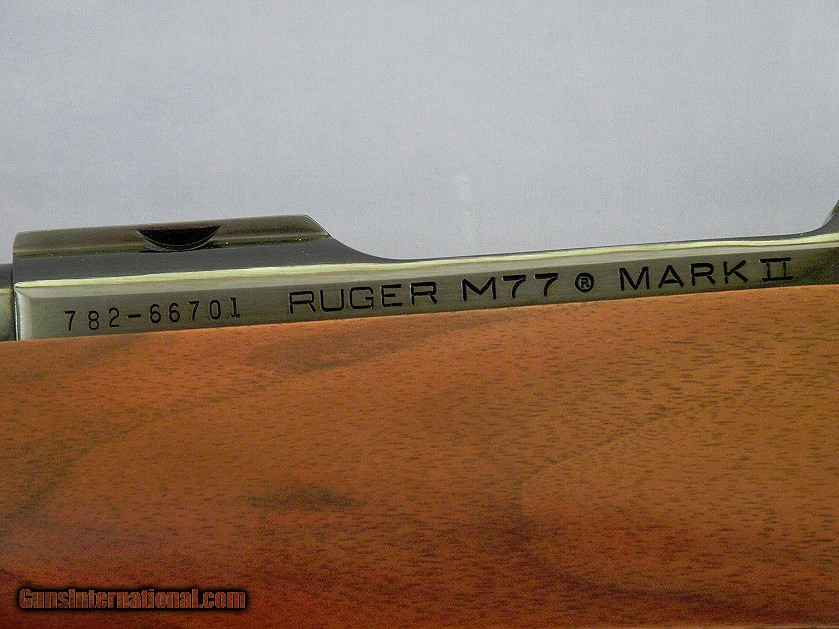 782-66701 RUGER M77 ® MARK II
GunsInternational.com